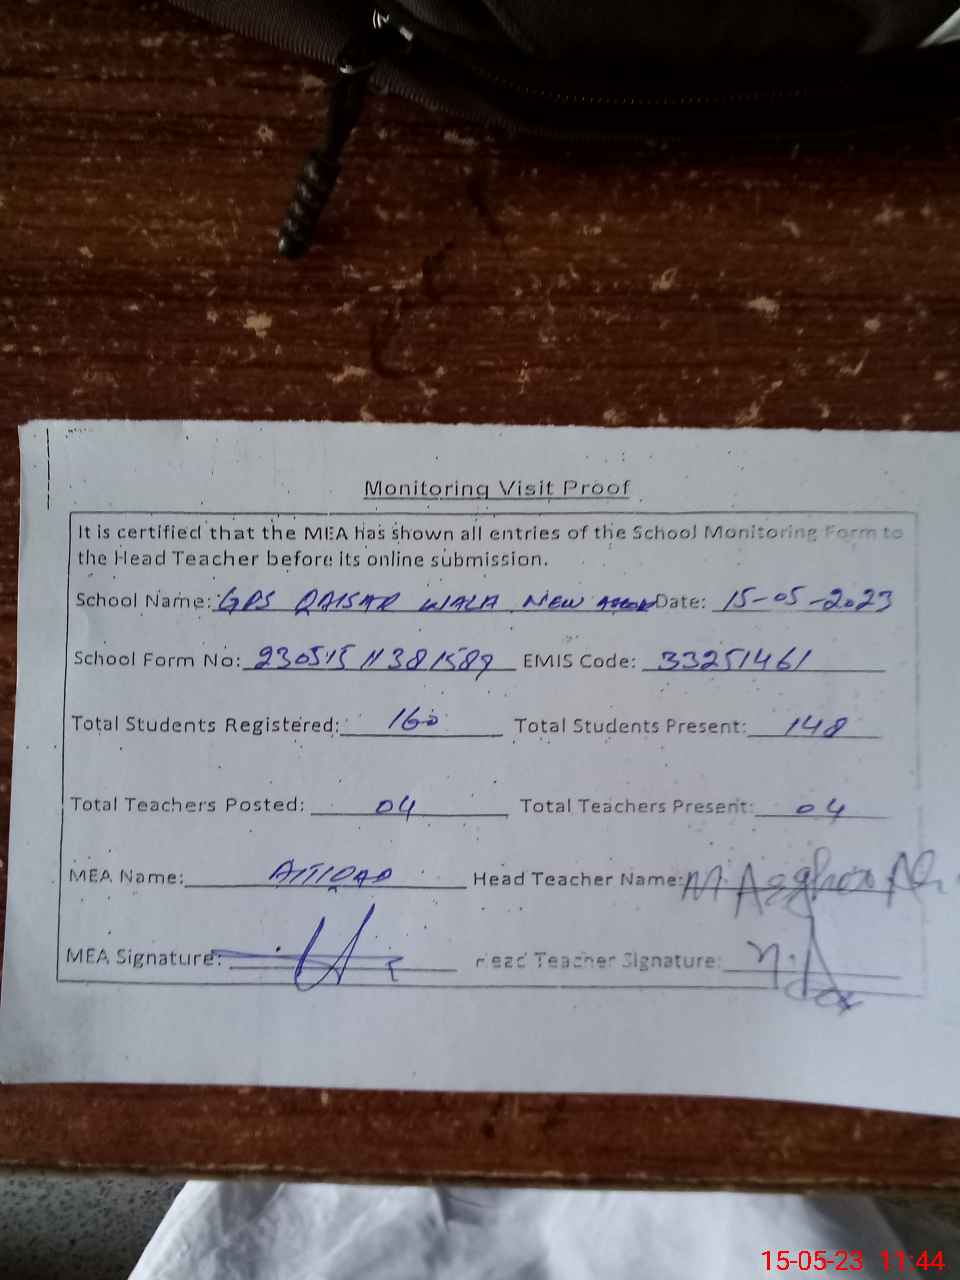 Monitoring Visit Proof
It is certified that the MEA has shown all entries of the School Monitoring Form to
the Head Teacher before its online submission.
School Name: GPS QAISAR WALA NEW Date: 15-05-2023
School Form No: 230515113815 EMIS Code: 33251461
Total Students Registered: 160 Total Students Present: 148
Total Teachers Posted: 04 Total Teachers Present: 04
MEA Name: Head Teacher Name: M Asghar Ali
MEA Signature: Head Teacher Signature:
15-05-23 11:44